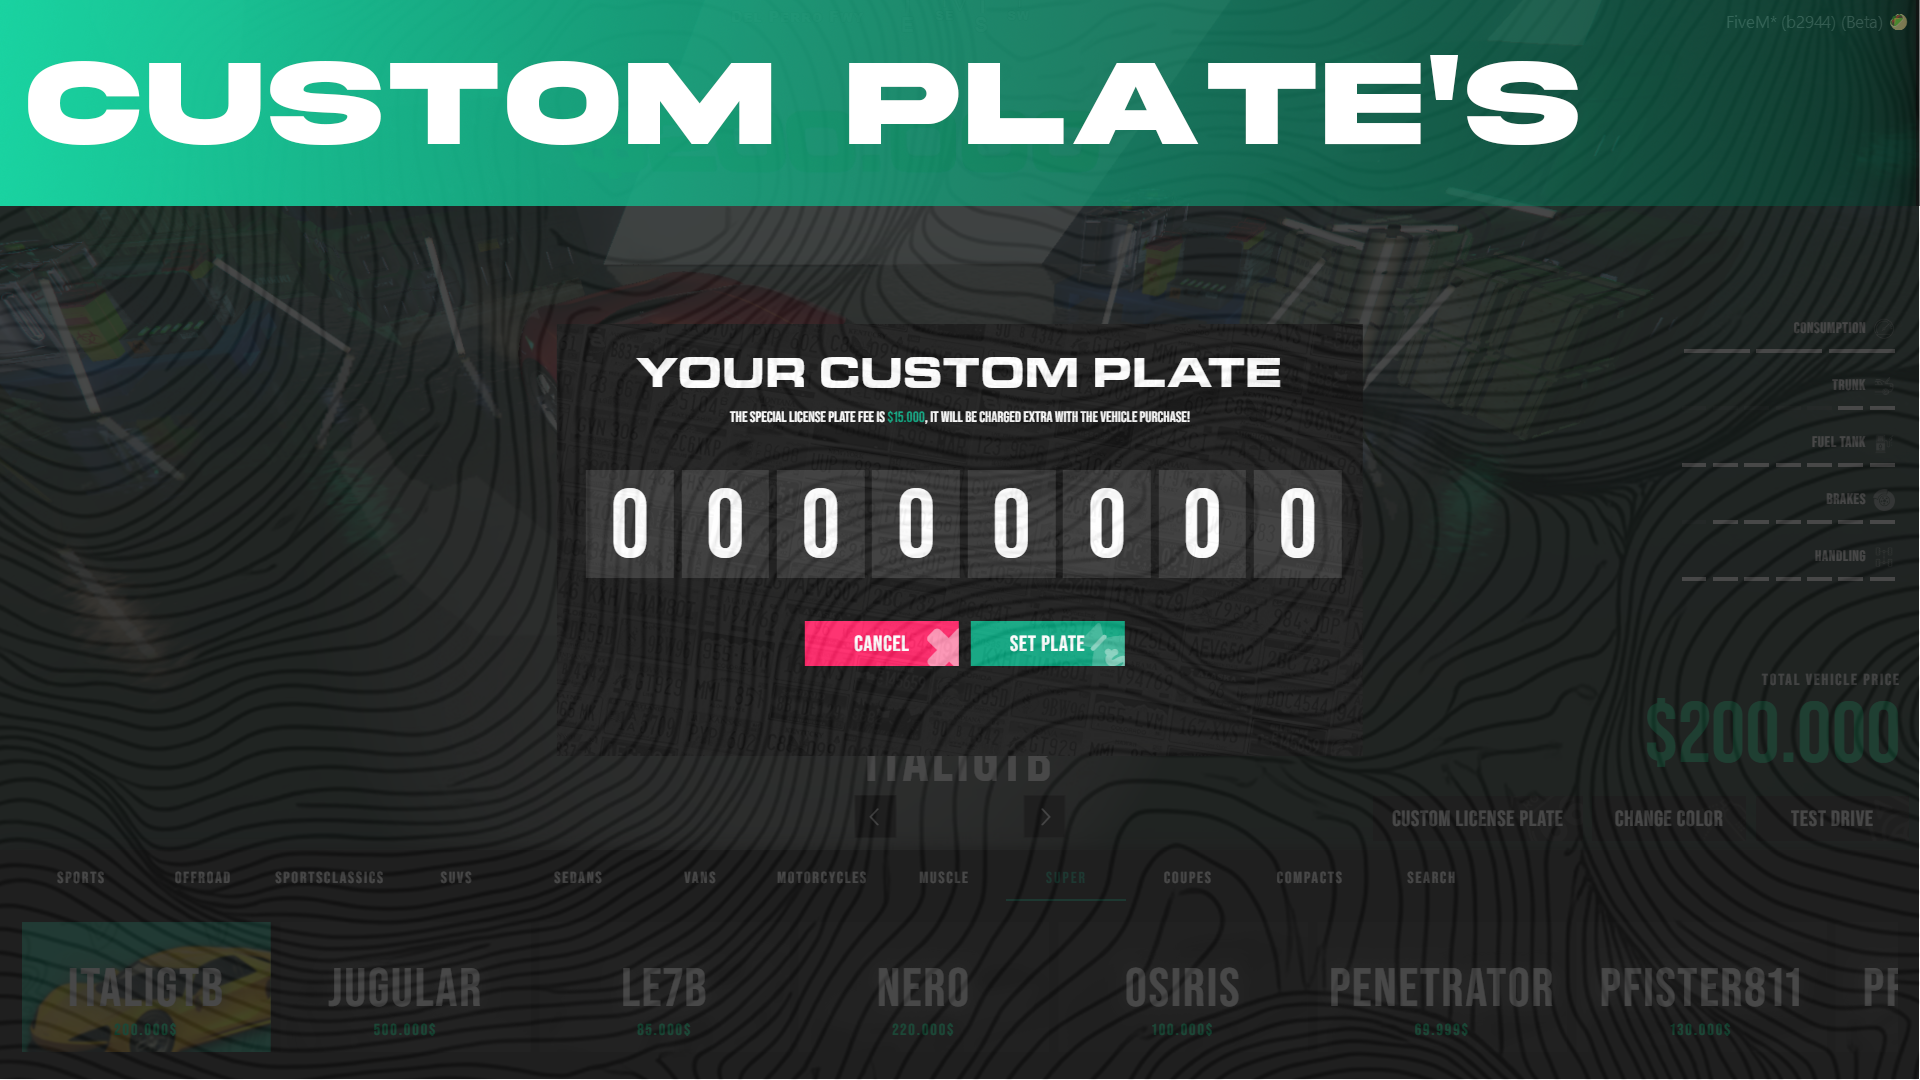 FiveM* (b2944) (Beta)
CUSTOM PLATE'S
YOUR CUSTOM PLATE
THE SPECIAL LICENSE PLATE FEE IS $15.000, IT WILL BE CHARGED EXTRA WITH THE VEHICLE PURCHASE!
0 0 0 0 0 0 0 0
CANCEL SET PLATE
CONSUMPTION
TRUNK
FUEL TANK
BRAKES
HANDLING
TOTAL VEHICLE PRICE
$200.000
ITALIGTB
CUSTOM LICENSE PLATE CHANGE COLOR TEST DRIVE
SPORTS OFFROAD SPORTSCLASSICS SUVS SEDANS VANS MOTORCYCLES MUSCLE SUPER COUPES COMPACTS SEARCH
ITALIGTB JUGULAR LE7B NERO OSIRIS PENETRATOR PFISTER811 PF
200.000$ 500.000$ 85.000$ 220.000$ 100.000$ 69.999$ 130.000$